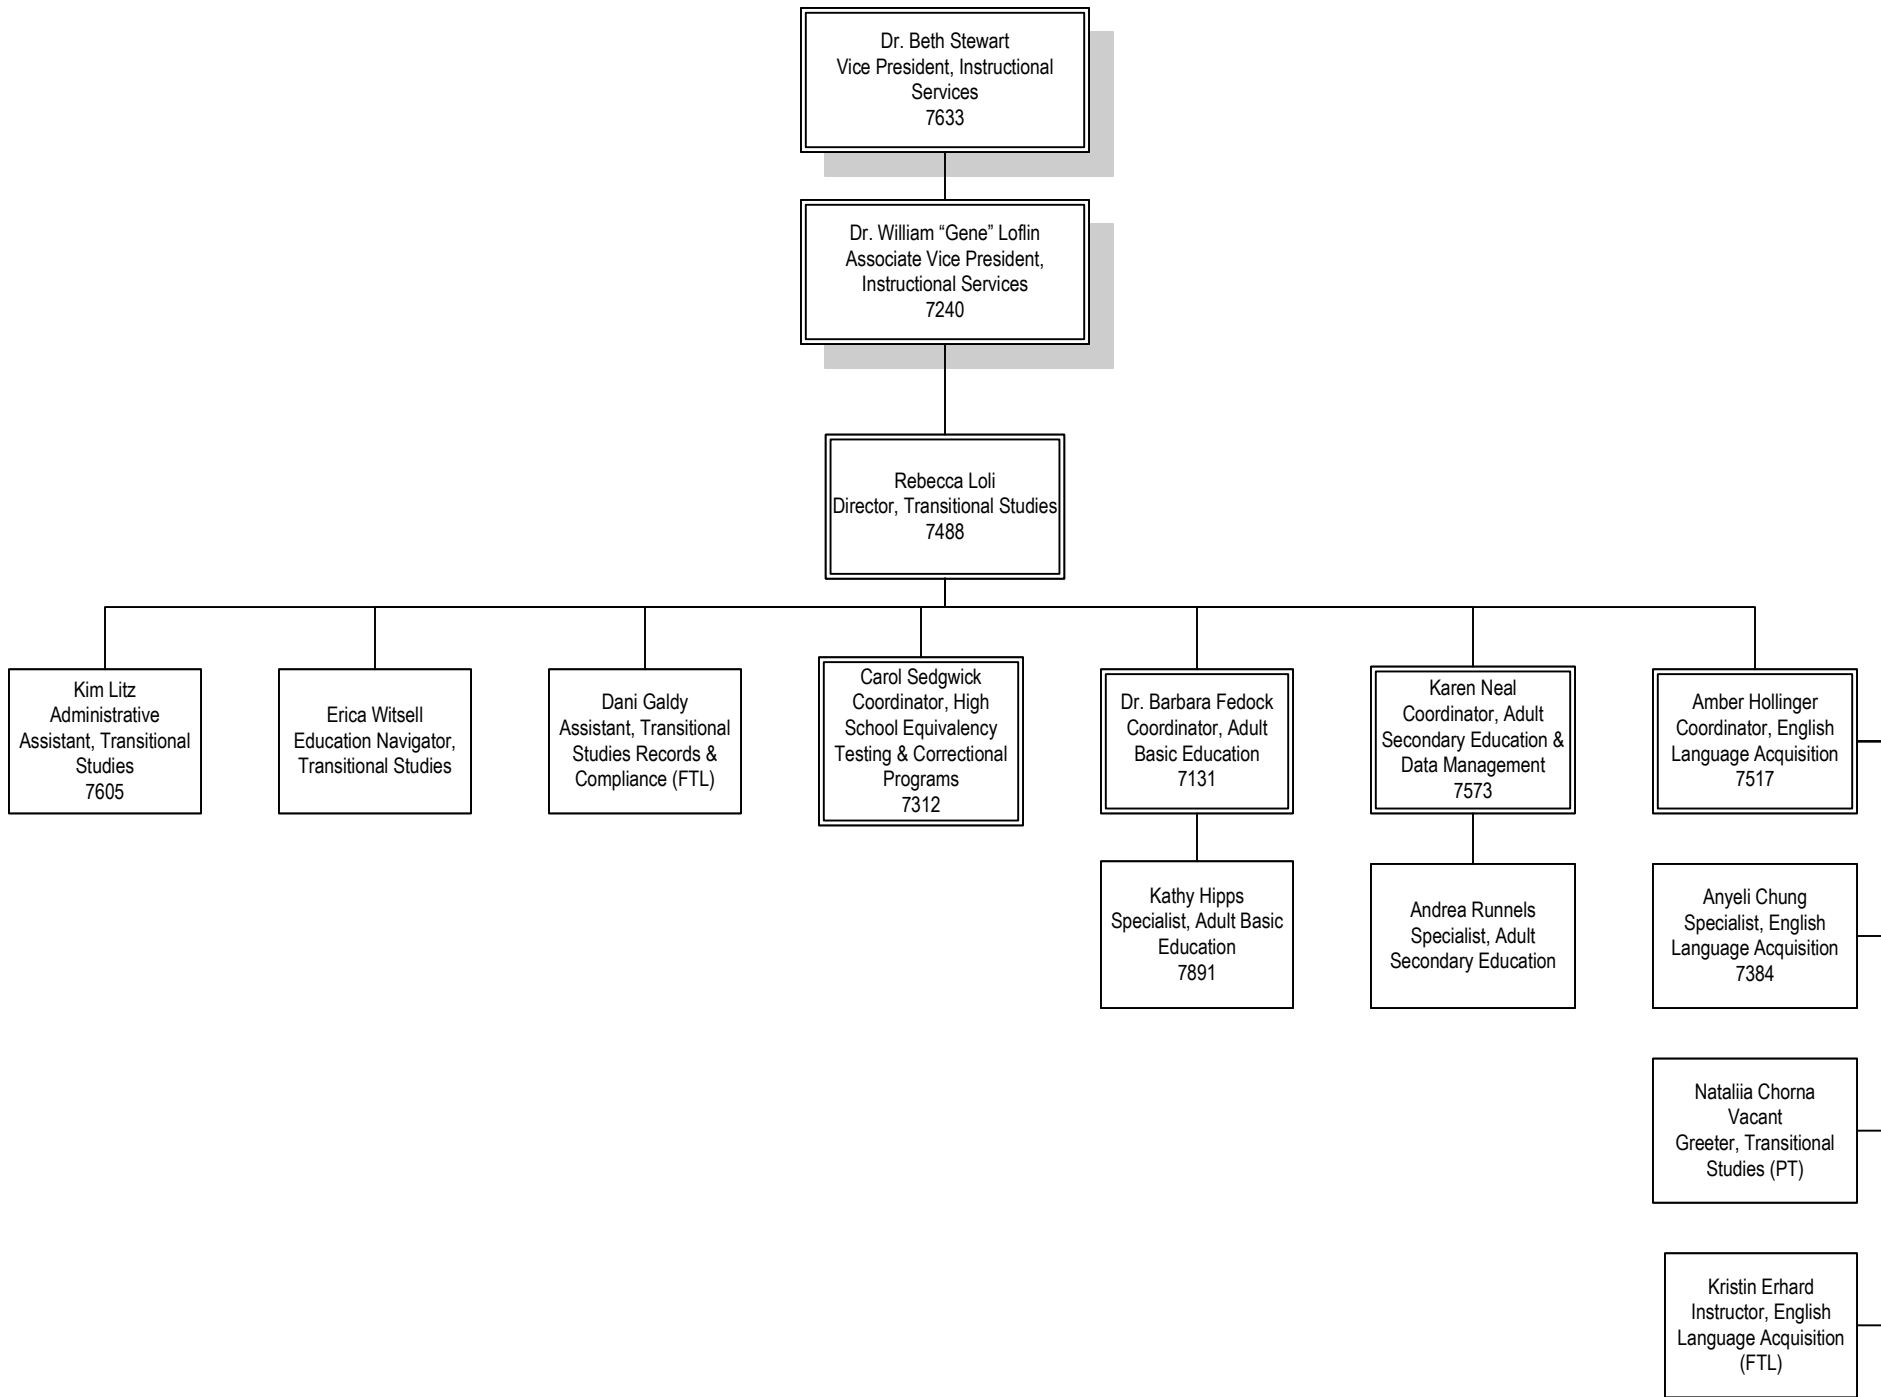 Dr. Beth Stewart
Vice President, Instructional
Services
7633
Dr. William “Gene” Loflin
Associate Vice President,
Instructional Services
7240
Rebecca Loli
Director, Transitional Studies
7488
Kim Litz
Administrative
Assistant, Transitional
Studies
7605
Erica Witsell
Education Navigator,
Transitional Studies
Dani Galdy
Assistant, Transitional
Studies Records &
Compliance (FTL)
Carol Sedgwick
Coordinator, High
School Equivalency
Testing & Correctional
Programs
7312
Dr. Barbara Fedock
Coordinator, Adult
Basic Education
7131
Karen Neal
Coordinator, Adult
Secondary Education &
Data Management
7573
Amber Hollinger
Coordinator, English
Language Acquisition
7517
Kathy Hipps
Specialist, Adult Basic
Education
7891
Andrea Runnels
Specialist, Adult
Secondary Education
Anyeli Chung
Specialist, English
Language Acquisition
7384
Nataliia Chorna
Vacant
Greeter, Transitional
Studies (PT)
Kristin Erhard
Instructor, English
Language Acquisition
(FTL)